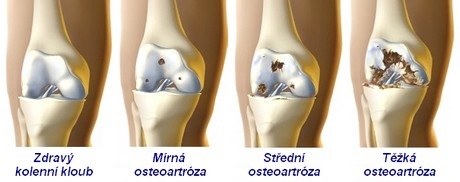 Zdravý
kolenní kloub
Mírná
osteoartróza
Střední
osteoartróza
Těžká
osteoartróza